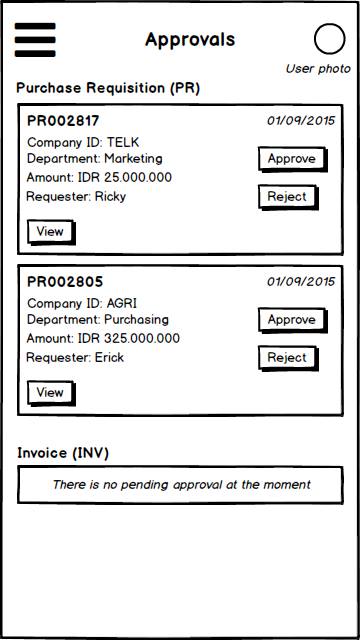 Approvals
User photo
Purchase Requisition (PR)
PR002817 01/09/2015
Company ID: TELK
Department: Marketing
Approve
Amount: IDR 25.000.000
Requester: Ricky
Reject
View
PR002805 01/09/2015
Company ID: AGRI
Department: Purchasing
Approve
Amount: IDR 325.000.000
Requester: Erick
Reject
View
Invoice (INV)
There is no pending approval at the moment